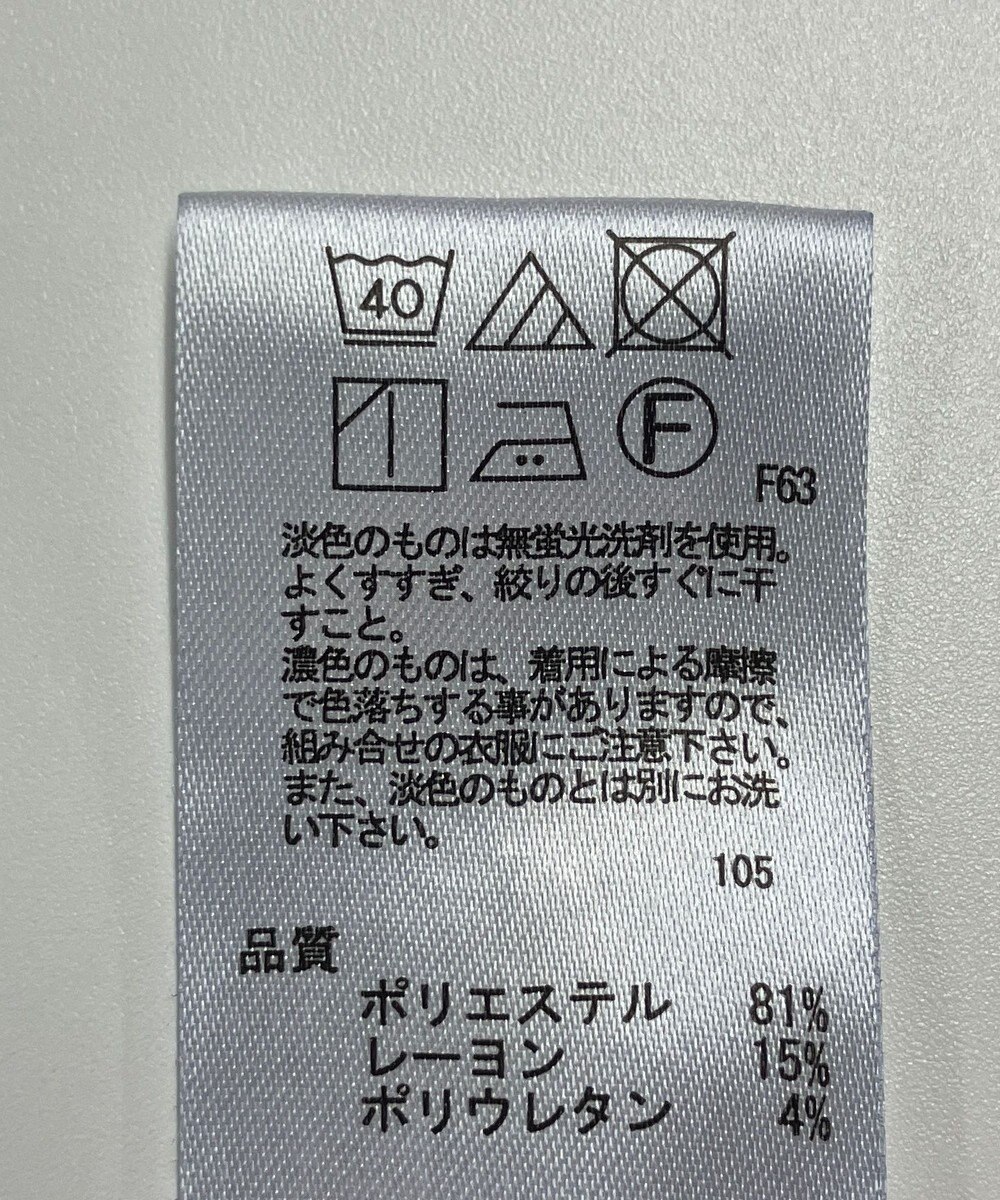 40
F
F63
淡色のものは無蛍光洗剤を使用。
よくすすぎ、絞りの後すぐに干
すこと。
濃色のものは、着用による摩擦
で色落ちする事がありますので、
組み合せの衣服にご注意下さい。
また、淡色のものとは別にお洗
い下さい。
105
品質
ポリエステル 81%
レーヨン 15%
ポリウレタン 4%